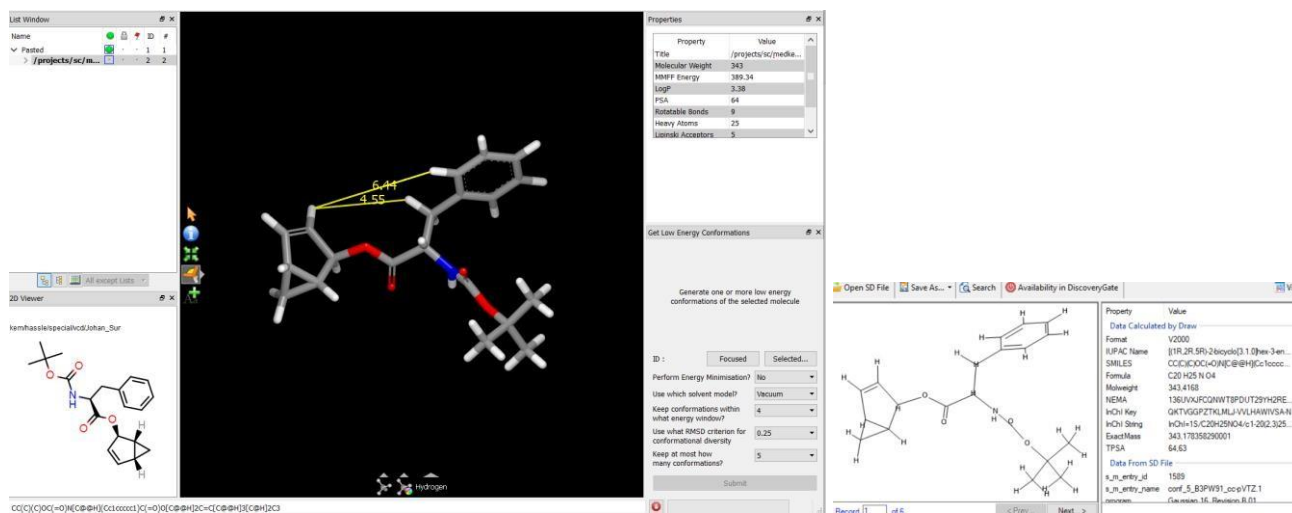 List Window
Name ID #
Pasted 1 1
/projects/sc/m... 2 2
All except Lists
2D Viewer
kem/hassle/special/vcd/Johan_Sur
H
N
O
O
O
O
H
H
CC(C)(C)OC(=O)N[C@@H](Cc1ccccc1)C(=O)O[C@@H]2C=C[C@@H]3[C@H]2C3
6.44
4.55
Hydrogen
Properties
Property Value
Title /projects/sc/medke...
Molecular Weight 343
MMFF Energy 389.34
LogP 3.38
PSA 64
Rotatable Bonds 9
Heavy Atoms 25
Lipinski Acceptors 5
Get Low Energy Conformations
Generate one or more low energy
conformations of the selected molecule
ID : Focused Selected...
Perform Energy Minimisation? No
Use which solvent model? Vacuum
Keep conformations within
what energy window? 4
Use what RMSD criterion for
conformational diversity 0.25
Keep at most how
many conformations? 5
Submit
Open SD File Save As... Search Availability in DiscoveryGate
Property Value
Data Calculated by Draw
Format V2000
IUPAC Name [(1R,2R,5R)-2-bicyclo[3.1.0]hex-3-en...
SMILES CC(C)(C)OC(=O)N[C@@H](Cc1cccc...
Formula C20 H25 N O4
Molweight 343,4168
InChI Key QKTVGGPZTKLMLJ-VVLHAWIVSA-N
InChI String InChI=1S/C20H25NO4/c1-20(2,3)25...
ExactMass 343.178358290001
TPSA 64,63
Data From SD File
s_m_entry_id 1589
s_m_entry_name conf_5_B3PW91_cc-pVTZ.1
program Gaussian 16, Revision B.01
Record 1 of 6 < Prev Next >